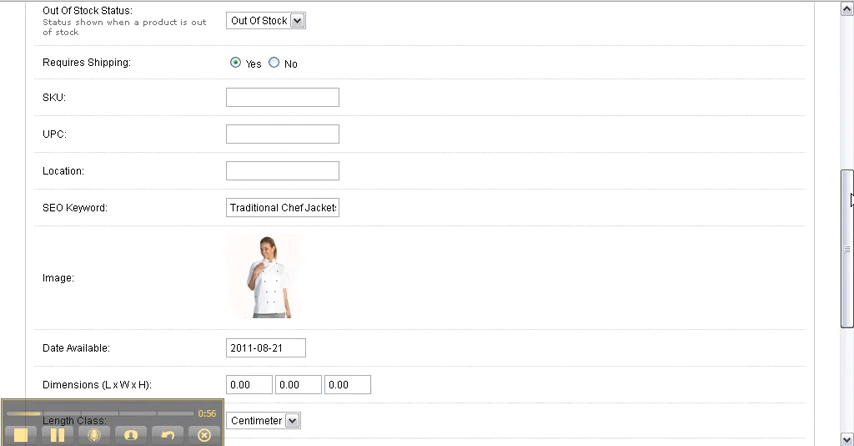 Out Of Stock Status:
Status shown when a product is out
of stock
Out Of Stock
Requires Shipping:
Yes
No
SKU:
UPC:
Location:
SEO Keyword:
Traditional Chef Jackets
Image:
Date Available:
2011-08-21
Dimensions (L x W x H):
0.00
0.00
0.00
0:56
Length Class:
Centimeter